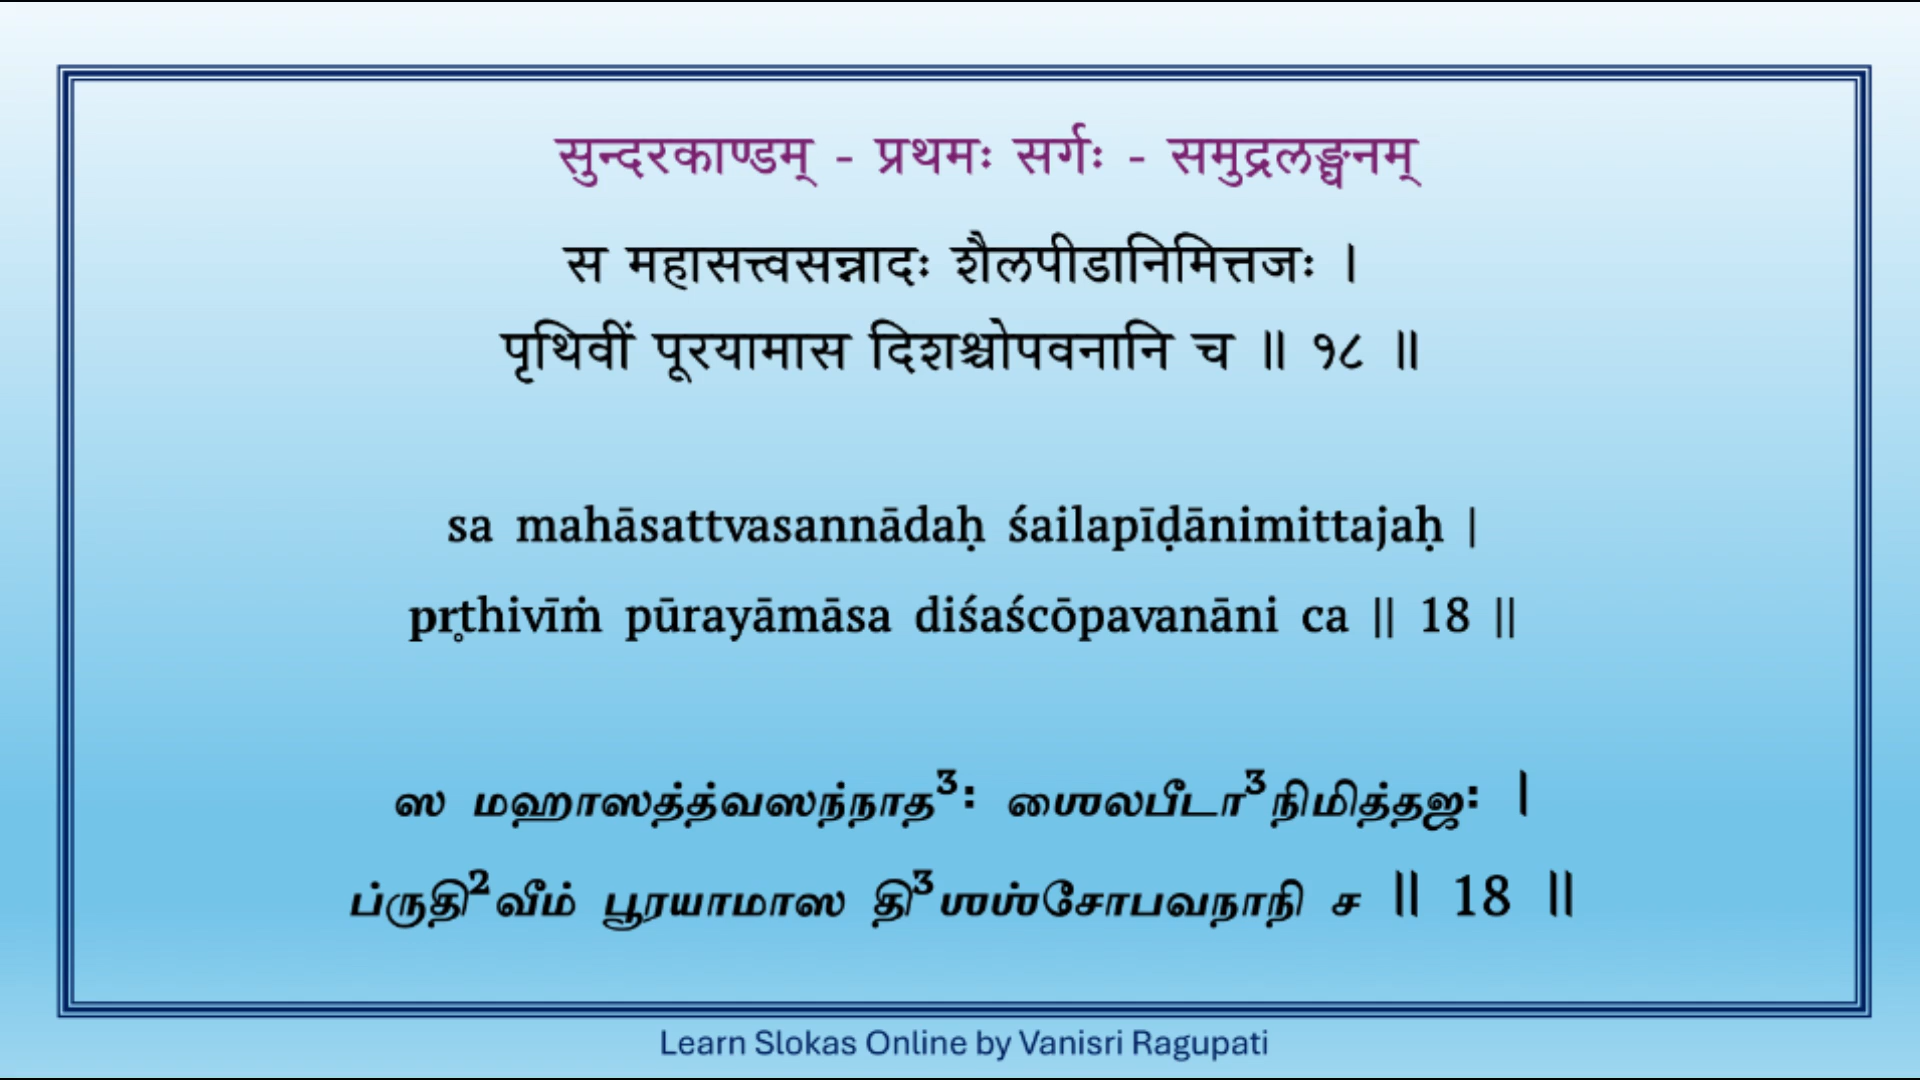 सुन्दरकाण्डम् - प्रथमः सर्गः - समुद्रलङ्घनम्
स महासत्त्वसन्नादः शैलपीडानिमित्तजः ।
पृथिवीं पूरयामास दिशश्चोपवनानि च ॥ १८ ॥
sa mahāsattvasannādaḥ śailapīḍānimittajaḥ |
pr̥thivīṁ pūrayāmāsa diśaścōpavanāni ca || 18 ||
ஸ மஹாஸத்த்வஸந்நாத³: ஶைலபீடா³நிமித்தஜ: ।
ப்ருதி²வீம் பூரயாமாஸ தி³ஶஶ்சோபவநாநி ச ॥ 18 ॥
Learn Slokas Online by Vanisri Ragupati